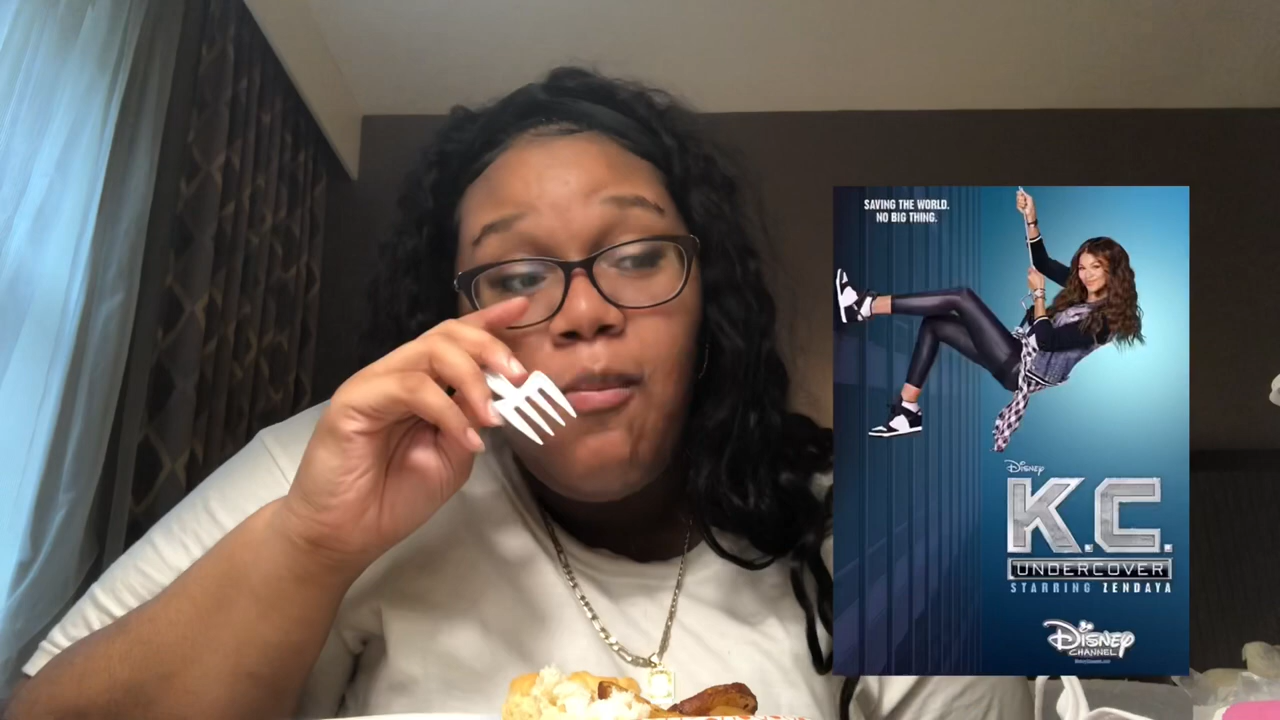 SAVING THE WORLD.
NO BIG THING.
Disney
K.C.
UNDERCOVER
STARRING ZENDAYA
Disney
CHANNEL